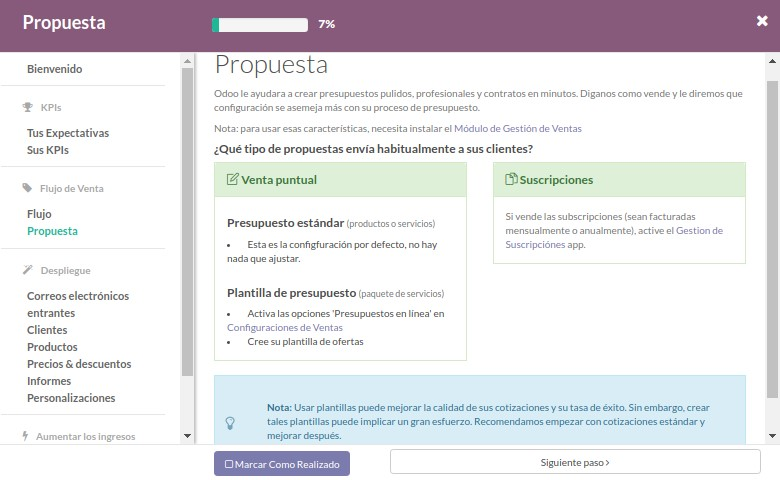 Propuesta
7%
Bienvenido
KPIs
Tus Expectativas
Sus KPIs
Flujo de Venta
Flujo
Propuesta
Despliegue
Correos electrónicos
entrantes
Clientes
Productos
Precios & descuentos
Informes
Personalizaciones
Aumentar los ingresos
Propuesta
Odoo le ayudara a crear presupuestos pulidos, profesionales y contratos en minutos. Diganos como vende y le diremos que
configuración se asemeja más con su proceso de presupuesto.
Nota: para usar esas características, necesita instalar el Módulo de Gestión de Ventas
¿Qué tipo de propuestas envía habitualmente a sus clientes?
Venta puntual
Presupuesto estándar (productos o servicios)
• Esta es la configfuración por defecto, no hay
nada que ajustar.
Plantilla de presupuesto (paquete de servicios)
• Activa las opciones 'Presupuestos en línea' en
Configuraciones de Ventas
• Cree su plantilla de ofertas
Suscripciones
Si vende las subscripciones (sean facturadas
mensualmente o anualmente), active el Gestion de
Suscripciónes app.
Nota: Usar plantillas puede mejorar la calidad de sus cotizaciones y su tasa de éxito. Sin embargo, crear
tales plantillas puede implicar un gran esfuerzo. Recomendamos empezar con cotizaciones estándar y
mejorar después.
Marcar Como Realizado
Siguiente paso